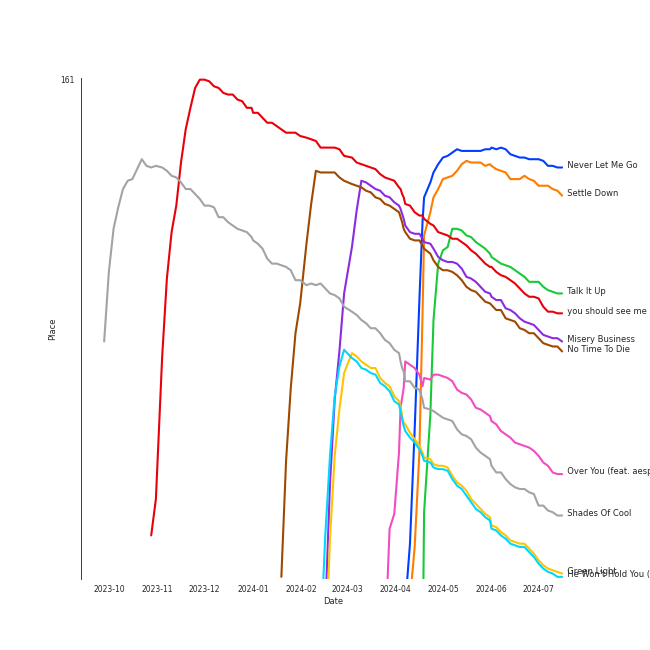 161
Never Let Me Go
Settle Down
Talk It Up
you should see me
Place
Misery Business
No Time To Die
Over You (feat. aesp
Shades Of Cool
Green Light
He Won't Hold You (
2023-10 2023-11 2023-12 2024-01 2024-02 2024-03 2024-04 2024-05 2024-06 2024-07
Date